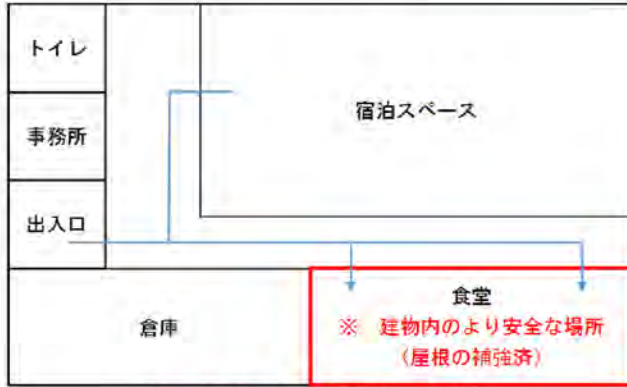 トイレ
宿泊スペース
事務所
出入口
食堂
倉庫
※　建物内のより安全な場所
（屋根の補強済）